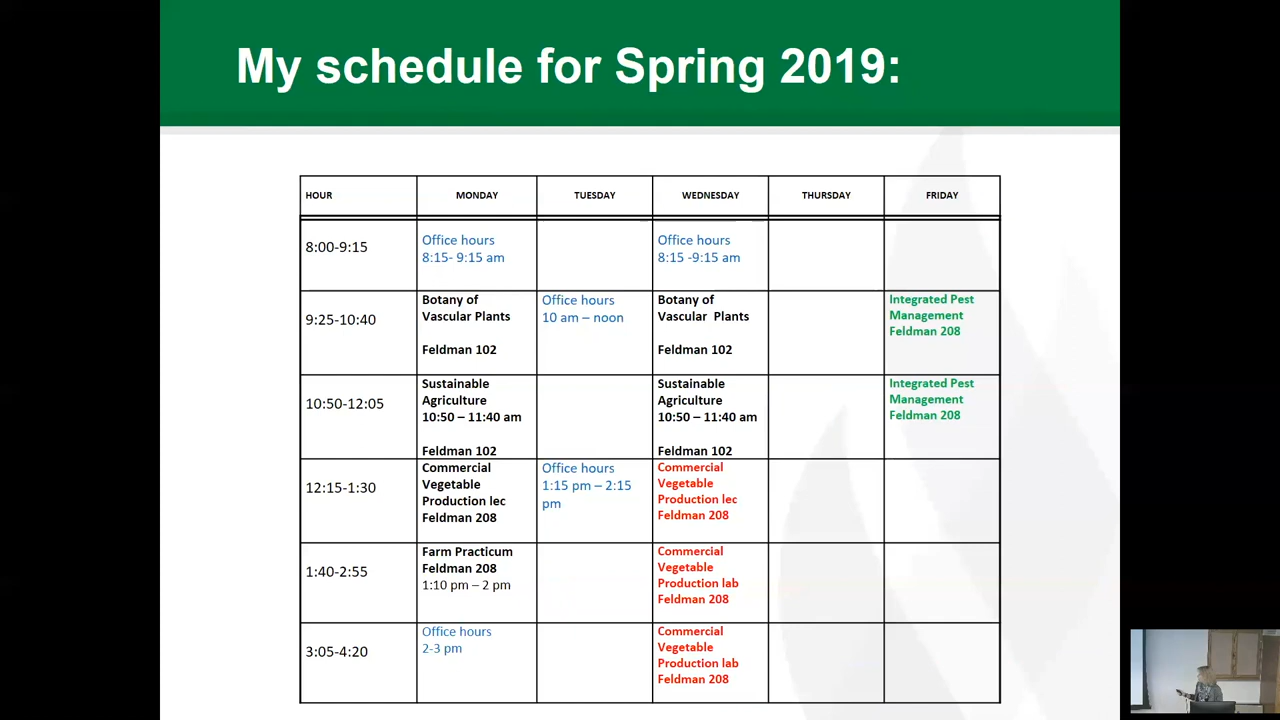 My schedule for Spring 2019:
HOUR MONDAY TUESDAY WEDNESDAY THURSDAY FRIDAY
8:00-9:15
Office hours
8:15- 9:15 am
Office hours
8:15 -9:15 am
9:25-10:40
Botany of
Vascular Plants
Feldman 102
Office hours
10 am – noon
Botany of
Vascular Plants
Feldman 102
Integrated Pest
Management
Feldman 208
10:50-12:05
Sustainable
Agriculture
10:50 – 11:40 am
Feldman 102
Sustainable
Agriculture
10:50 – 11:40 am
Feldman 102
Integrated Pest
Management
Feldman 208
12:15-1:30
Commercial
Vegetable
Production lec
Feldman 208
Office hours
1:15 pm – 2:15
pm
Commercial
Vegetable
Production lec
Feldman 208
1:40-2:55
Farm Practicum
Feldman 208
1:10 pm – 2 pm
Commercial
Vegetable
Production lab
Feldman 208
3:05-4:20
Office hours
2-3 pm
Commercial
Vegetable
Production lab
Feldman 208